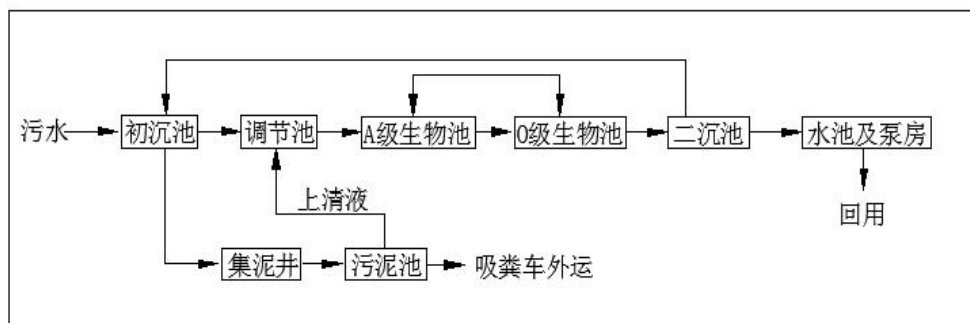 污水
初沉池
调节池
A级生物池
O级生物池
二沉池
水池及泵房
上清液
回用
集泥井
污泥池
吸粪车外运